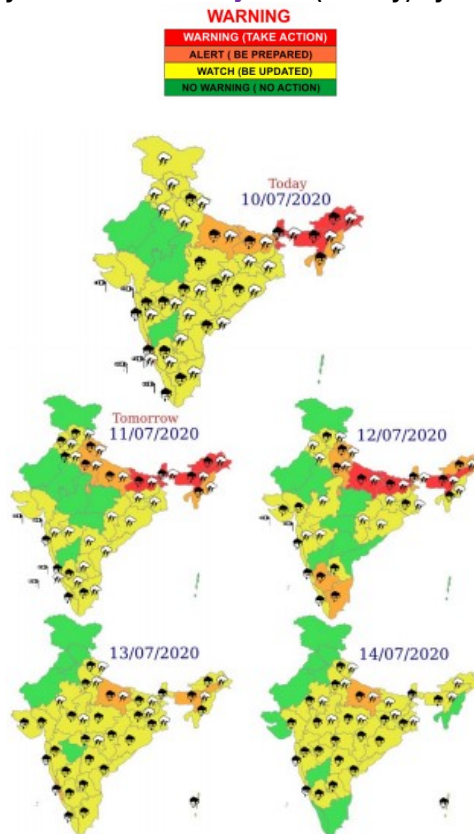 WARNING
WARNING (TAKE ACTION)
ALERT ( BE PREPARED)
WATCH (BE UPDATED)
NO WARNING ( NO ACTION)
Today
10/07/2020
Tomorrow
11/07/2020
12/07/2020
13/07/2020
14/07/2020